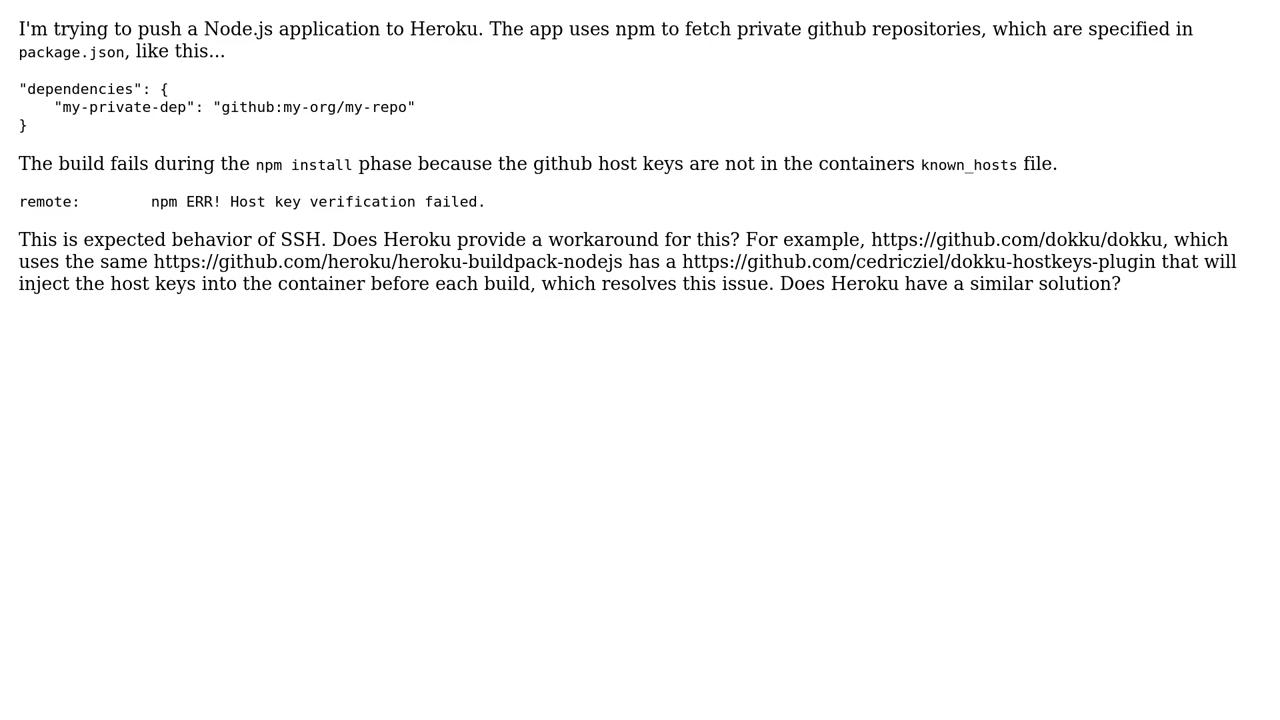 I'm trying to push a Node.js application to Heroku. The app uses npm to fetch private github repositories, which are specified in
package.json, like this...
"dependencies": {
    "my-private-dep": "github:my-org/my-repo"
}
The build fails during the npm install phase because the github host keys are not in the containers known_hosts file.
remote:        npm ERR! Host key verification failed.
This is expected behavior of SSH. Does Heroku provide a workaround for this? For example, https://github.com/dokku/dokku, which
uses the same https://github.com/heroku/heroku-buildpack-nodejs has a https://github.com/cedricziel/dokku-hostkeys-plugin that will
inject the host keys into the container before each build, which resolves this issue. Does Heroku have a similar solution?